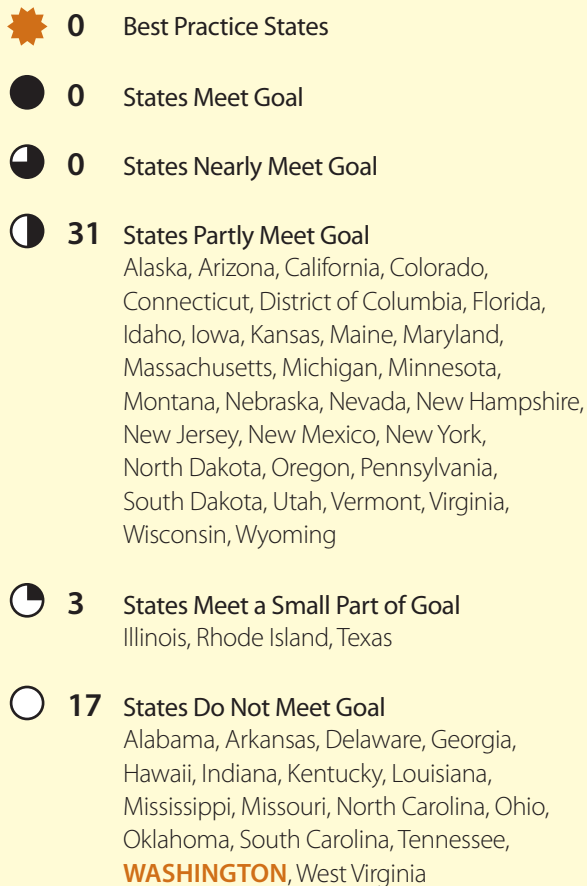 0 Best Practice States
0 States Meet Goal
0 States Nearly Meet Goal
31 States Partly Meet Goal
Alaska, Arizona, California, Colorado,
Connecticut, District of Columbia, Florida,
Idaho, Iowa, Kansas, Maine, Maryland,
Massachusetts, Michigan, Minnesota,
Montana, Nebraska, Nevada, New Hampshire,
New Jersey, New Mexico, New York,
North Dakota, Oregon, Pennsylvania,
South Dakota, Utah, Vermont, Virginia,
Wisconsin, Wyoming
3 States Meet a Small Part of Goal
Illinois, Rhode Island, Texas
17 States Do Not Meet Goal
Alabama, Arkansas, Delaware, Georgia,
Hawaii, Indiana, Kentucky, Louisiana,
Mississippi, Missouri, North Carolina, Ohio,
Oklahoma, South Carolina, Tennessee,
WASHINGTON, West Virginia